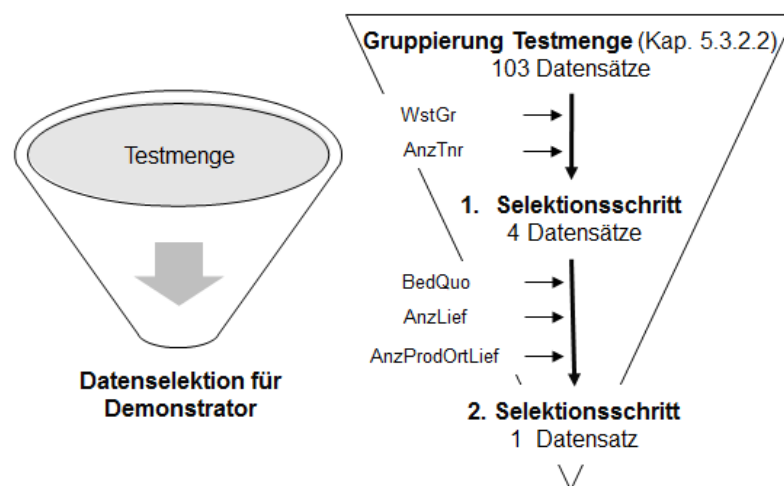 Testmenge
Datenselektion für
Demonstrator
Gruppierung Testmenge (Kap. 5.3.2.2)
103 Datensätze
WstGr
AnzTnr
1. Selektionsschritt
4 Datensätze
BedQuo
AnzLief
AnzProdOrtLief
2. Selektionsschritt
1 Datensatz